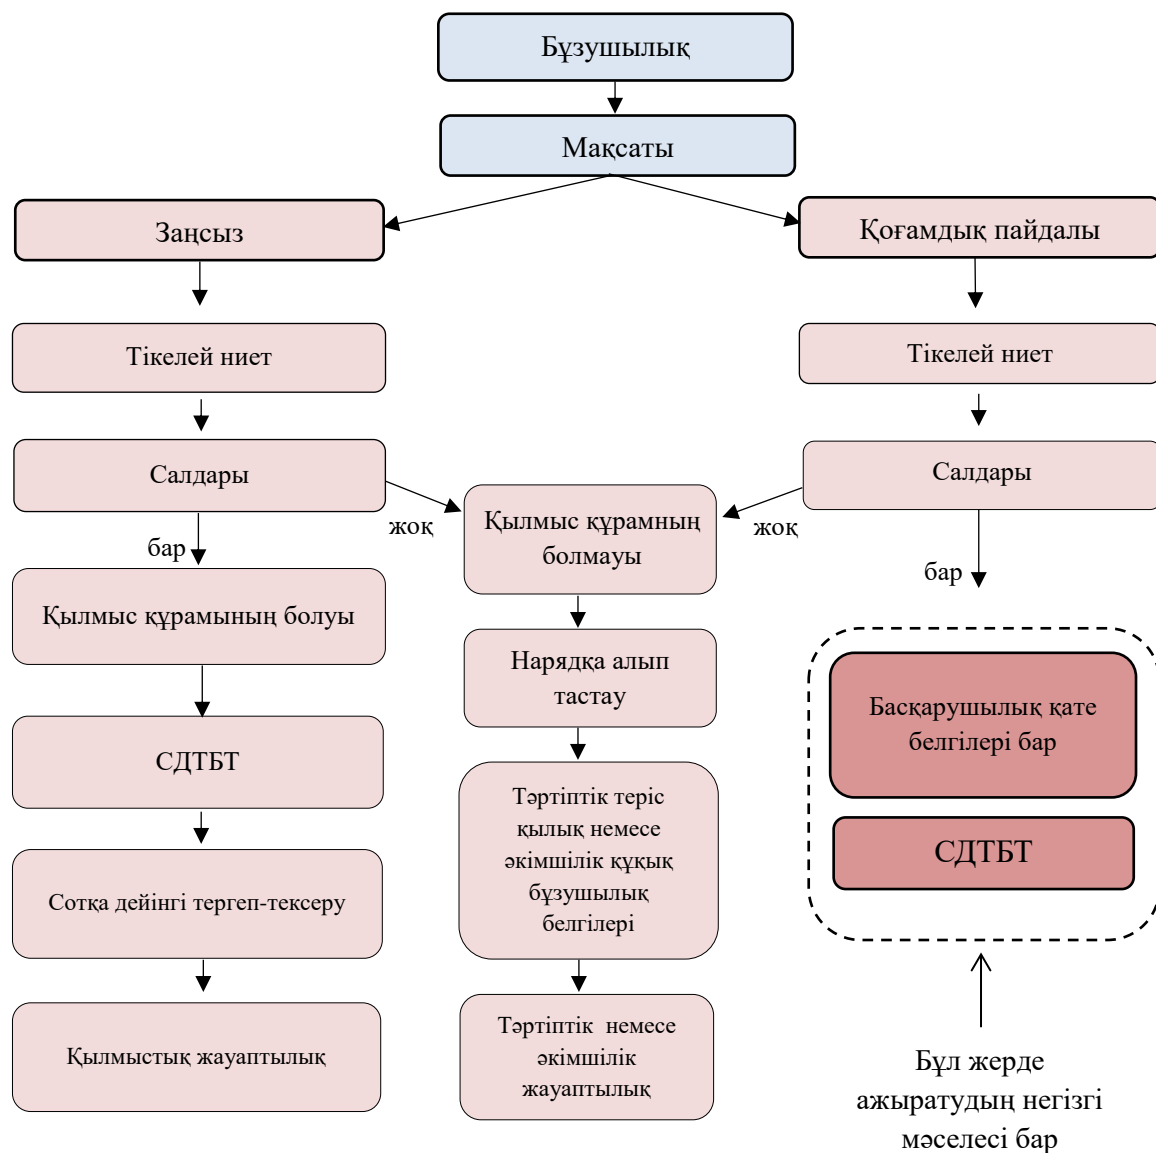 Бұзушылық
Мақсаты
Заңсыз
Қоғамдық пайдалы
Тікелей ниет
Тікелей ниет
Салдары
Салдары
жоқ
жоқ
бар
бар
Қылмыс құрамның
болмауы
Қылмыс құрамының болуы
Нарядқа алып
тастау
Басқарушылық қате
белгілері бар
СДТБТ
СДТБТ
Тәртіптік теріс
қылық немесе
әкімшілік құқық
бұзушылық
белгілері
Сотқа дейінгі тергеп-тексеру
Қылмыстық жауаптылық
Тәртіптік  немесе
әкімшілік
жауаптылық
Бұл жерде
ажыратудың негізгі
мәселесі бар